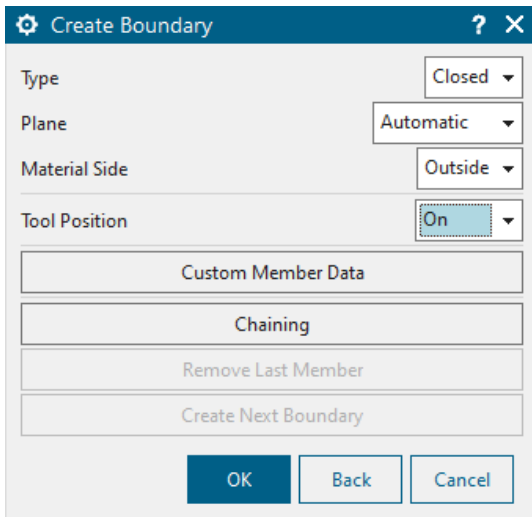 Create Boundary ?
Type Closed
Plane Automatic
Material Side Outside
Tool Position On
Custom Member Data
Chaining
Remove Last Member
Create Next Boundary
OK Back Cancel